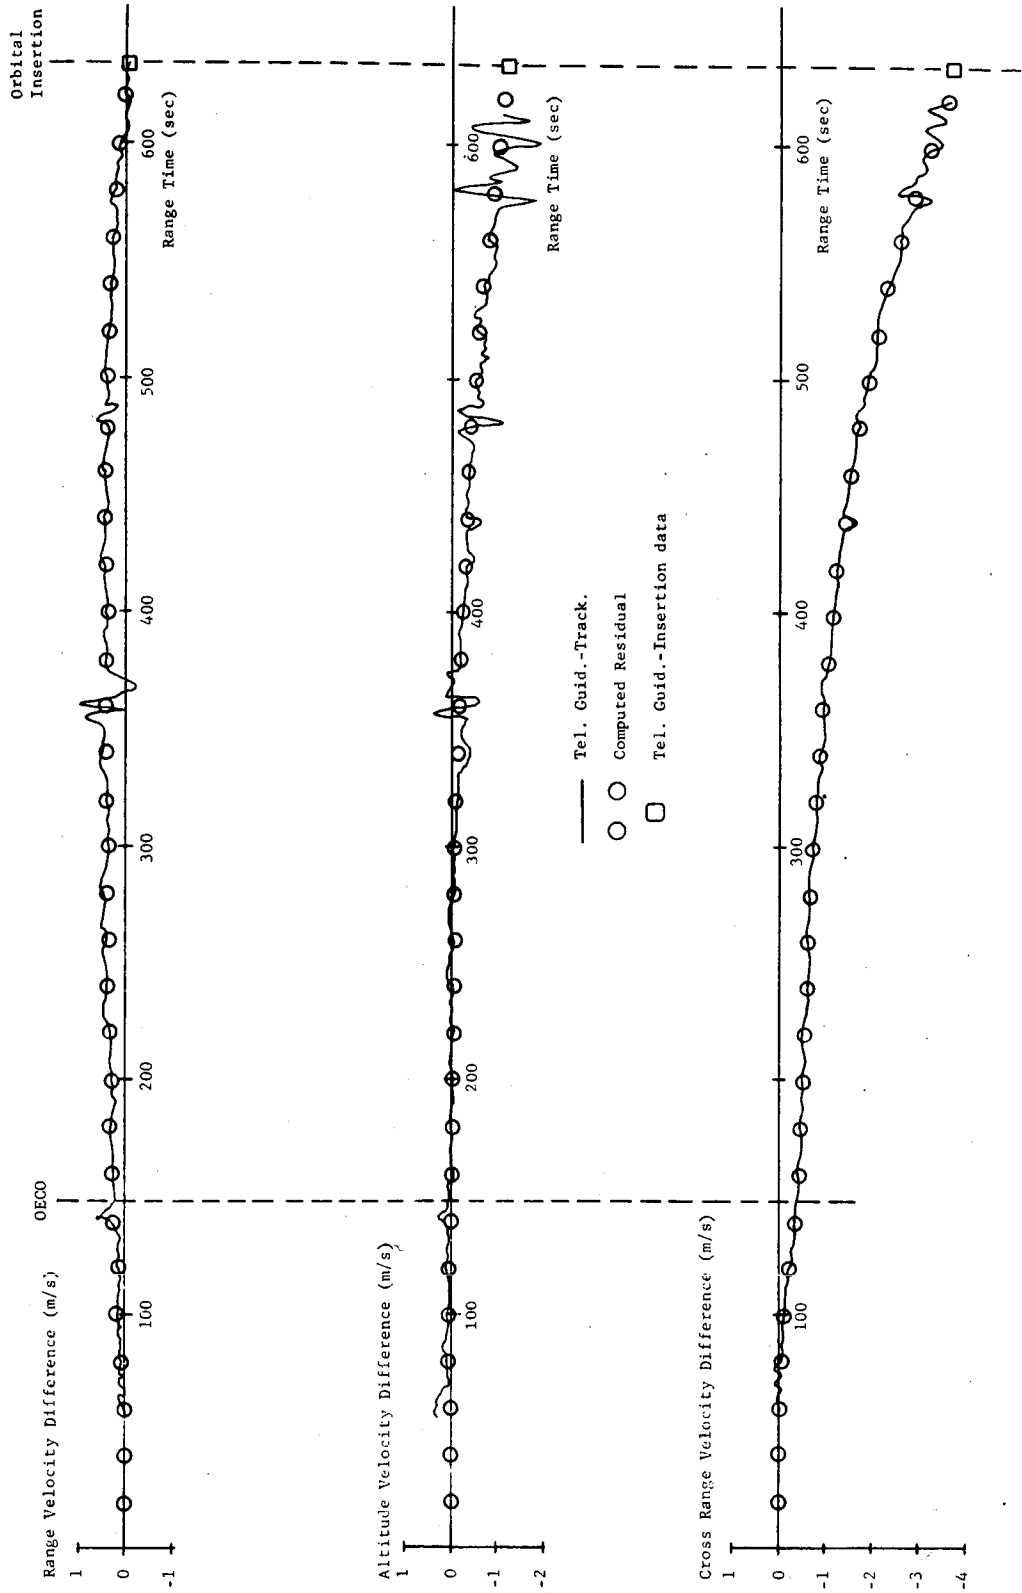 Orbital
Insertion
OECO
Range Velocity Difference (m/s)
1
0
-1
100
200
300
400
500
600
Range Time (sec)
Altitude Velocity Difference (m/s)
1
0
-1
-2
100
200
300
400
600
Range Time (sec)
Tel. Guid.-Track.
Computed Residual
Tel. Guid.-Insertion data
Cross Range Velocity Difference (m/s)
1
0
-1
-2
-3
-4
100
300
400
500
600
Range Time (sec)